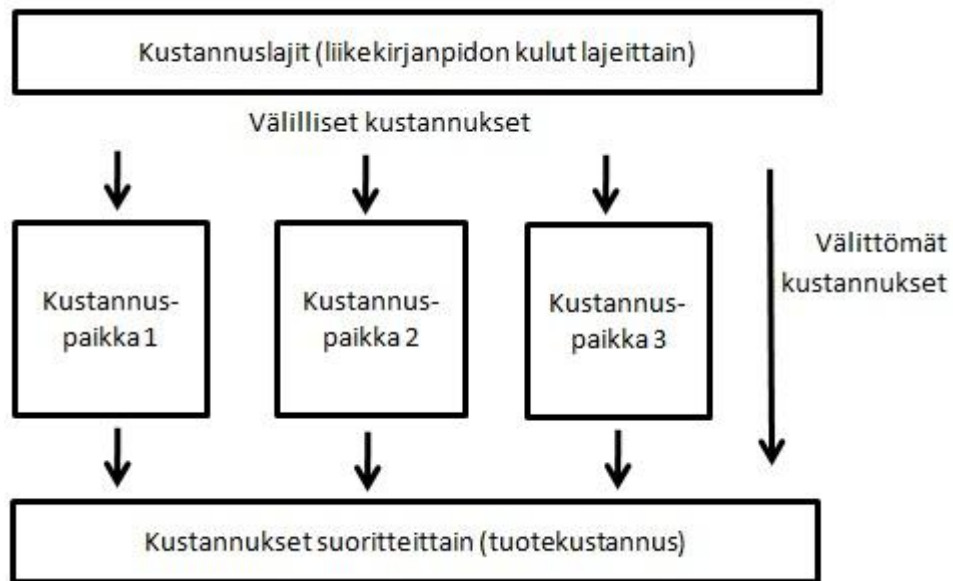 Kustannuslajit (liikekirjanpidon kulut lajeittain)
Välilliset kustannukset
Välittömät
kustannukset
Kustannus-
paikka 1
Kustannus-
paikka 2
Kustannus-
paikka 3
Kustannukset suoritteittain (tuotekustannus)